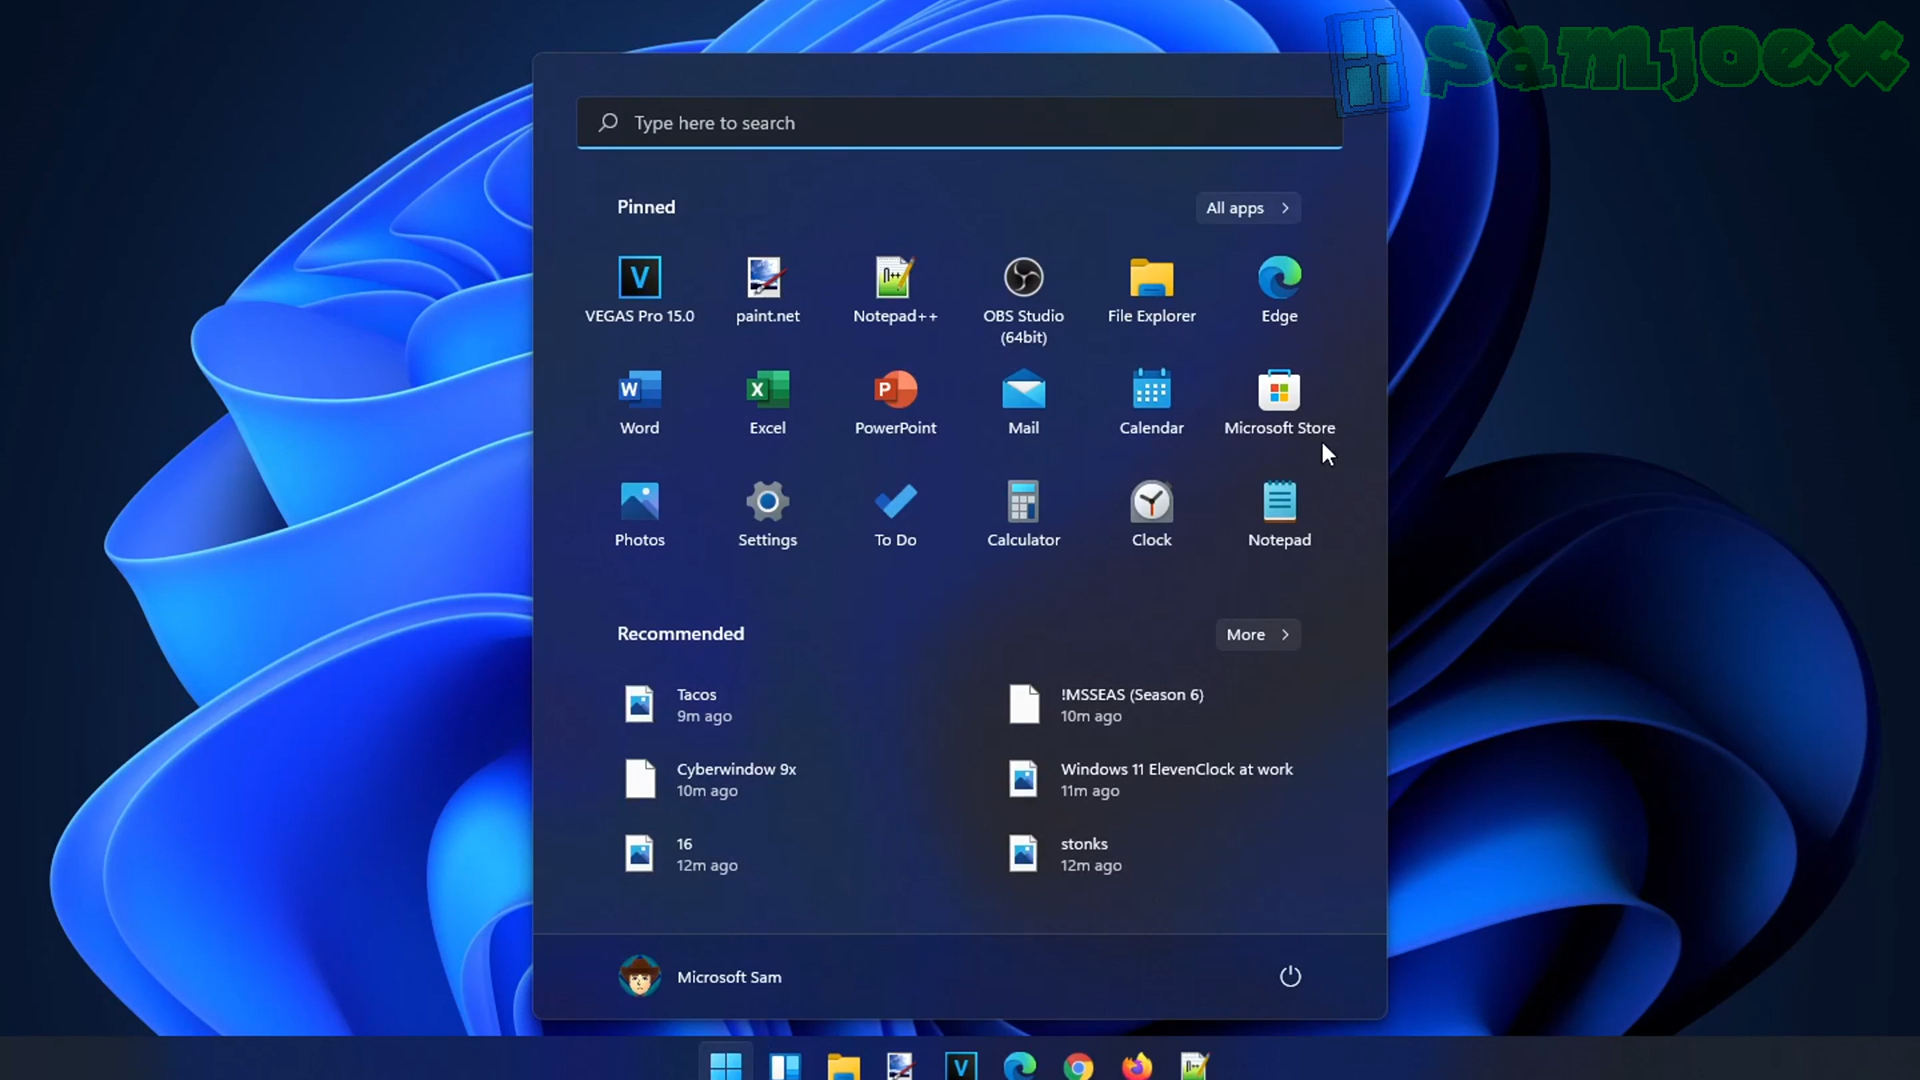 Samjoex
Type here to search
Pinned
All apps
VEGAS Pro 15.0
paint.net
Notepad++
OBS Studio
(64bit)
File Explorer
Edge
Word
Excel
PowerPoint
Mail
Calendar
Microsoft Store
Photos
Settings
To Do
Calculator
Clock
Notepad
Recommended
More
Tacos
9m ago
!MSSEAS (Season 6)
10m ago
Cyberwindow 9x
10m ago
Windows 11 ElevenClock at work
11m ago
16
12m ago
stonks
12m ago
Microsoft Sam